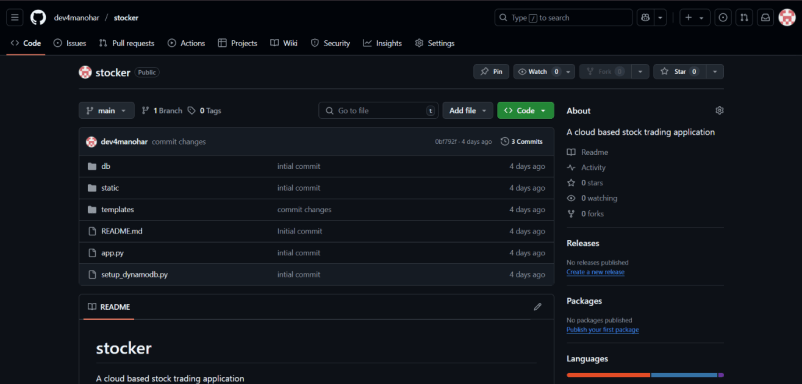 dev4manohar / stocker
Type / to search
Code Issues Pull requests Actions Projects Wiki Security Insights Settings
stocker Public
Pin Watch 0 Fork 0 Star 0
main 1 Branch 0 Tags Go to file t Add file Code
About
A cloud based stock trading application
dev4manohar commit changes 0bf792f · 4 days ago 3 Commits
db intial commit 4 days ago
static intial commit 4 days ago
templates commit changes 4 days ago
README.md Initial commit 4 days ago
app.py intial commit 4 days ago
setup_dynamodb.py intial commit 4 days ago
Readme
Activity
0 stars
0 watching
0 forks
Releases
No releases published
Create a new release
Packages
No packages published
Publish your first package
Languages
README
stocker
A cloud based stock trading application